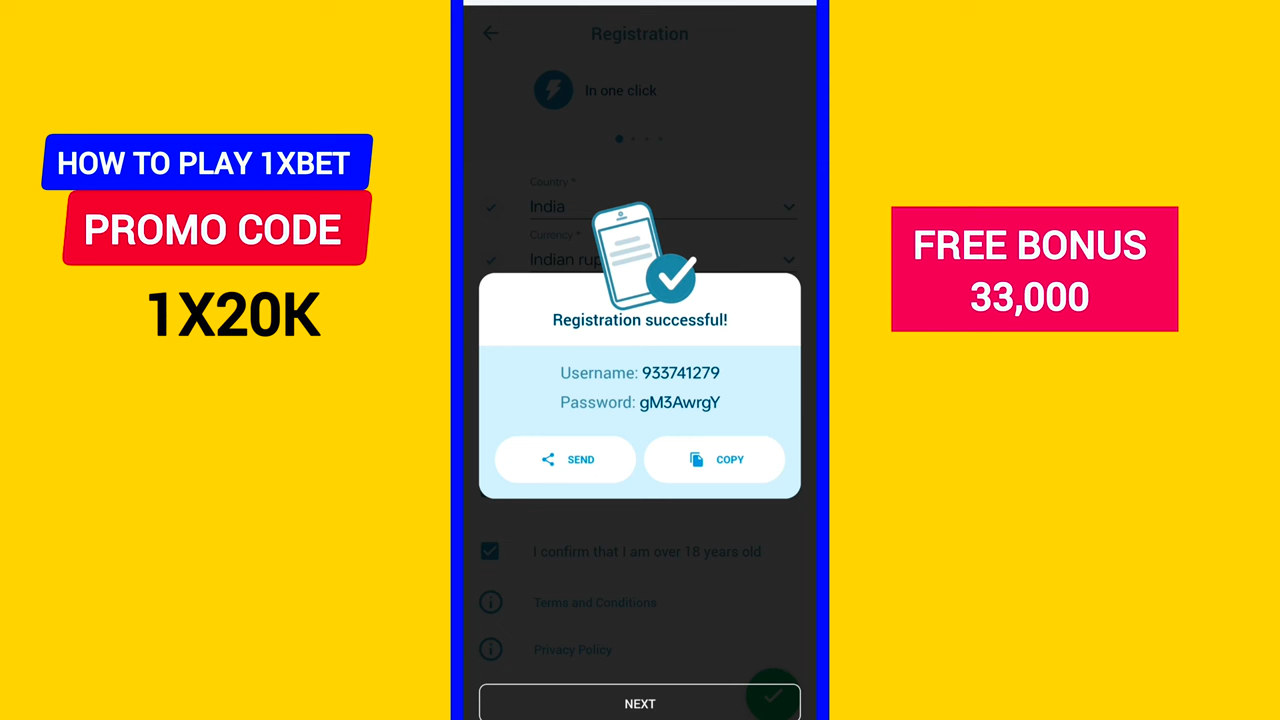 HOW TO PLAY 1XBET
PROMO CODE
1X20K
Registration
In one click
Country *
India
Currency *
Indian rup
Registration successful!
Username: 933741279
Password: gM3AwrgY
SEND
COPY
I confirm that I am over 18 years old
Terms and Conditions
Privacy Policy
NEXT
FREE BONUS
33,000